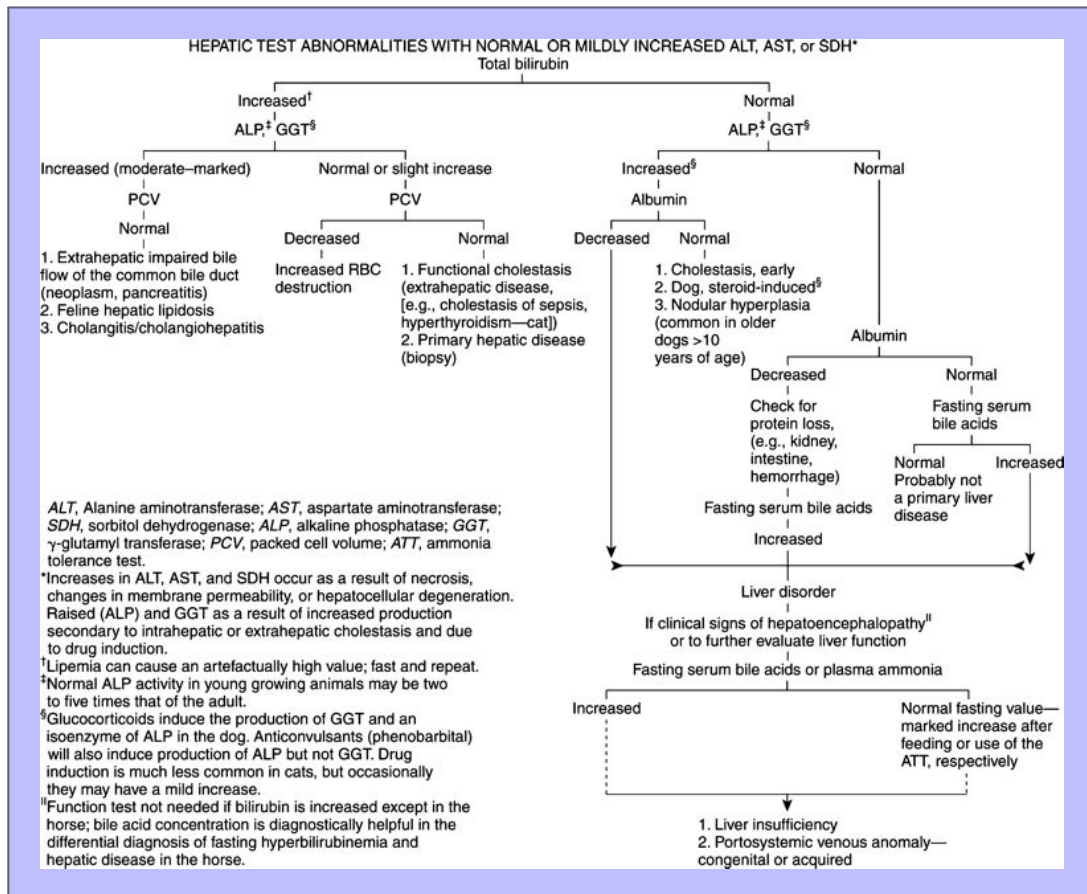 HEPATIC TEST ABNORMALITIES WITH NORMAL OR MILDLY INCREASED ALT, AST, or SDH*
Total bilirubin
Increased†
Normal
ALP,‡ GGT§
ALP,‡ GGT§
Increased (moderate–marked)
Normal or slight increase
Increased§
Normal
PCV
PCV
Albumin
Normal
Decreased
Normal
Decreased
Normal
1. Extrahepatic impaired bile
flow of the common bile duct
(neoplasm, pancreatitis)
2. Feline hepatic lipidosis
3. Cholangitis/cholangiohepatitis
Increased RBC
destruction
1. Functional cholestasis
(extrahepatic disease,
[e.g., cholestasis of sepsis,
hyperthyroidism—cat])
2. Primary hepatic disease
(biopsy)
1. Cholestasis, early
2. Dog, steroid-induced§
3. Nodular hyperplasia
(common in older
dogs >10
years of age)
Albumin
Decreased
Normal
Check for
protein loss,
(e.g., kidney,
intestine,
hemorrhage)
Fasting serum
bile acids
Normal
Increased
Probably not
a primary liver
disease
Fasting serum bile acids
Increased
Liver disorder
If clinical signs of hepatoencephalopathy||
or to further evaluate liver function
Fasting serum bile acids or plasma ammonia
Increased
Normal fasting value—
marked increase after
feeding or use of the
ATT, respectively
1. Liver insufficiency
2. Portosystemic venous anomaly—
congenital or acquired
ALT, Alanine aminotransferase; AST, aspartate aminotransferase;
SDH, sorbitol dehydrogenase; ALP, alkaline phosphatase; GGT,
γ-glutamyl transferase; PCV, packed cell volume; ATT, ammonia
tolerance test.
*Increases in ALT, AST, and SDH occur as a result of necrosis,
changes in membrane permeability, or hepatocellular degeneration.
Raised (ALP) and GGT as a result of increased production
secondary to intrahepatic or extrahepatic cholestasis and due
to drug induction.
†Lipemia can cause an artefactually high value; fast and repeat.
‡Normal ALP activity in young growing animals may be two
to five times that of the adult.
§Glucocorticoids induce the production of GGT and an
isoenzyme of ALP in the dog. Anticonvulsants (phenobarbital)
will also induce production of ALP but not GGT. Drug
induction is much less common in cats, but occasionally
they may have a mild increase.
||Function test not needed if bilirubin is increased except in the
horse; bile acid concentration is diagnostically helpful in the
differential diagnosis of fasting hyperbilirubinemia and
hepatic disease in the horse.